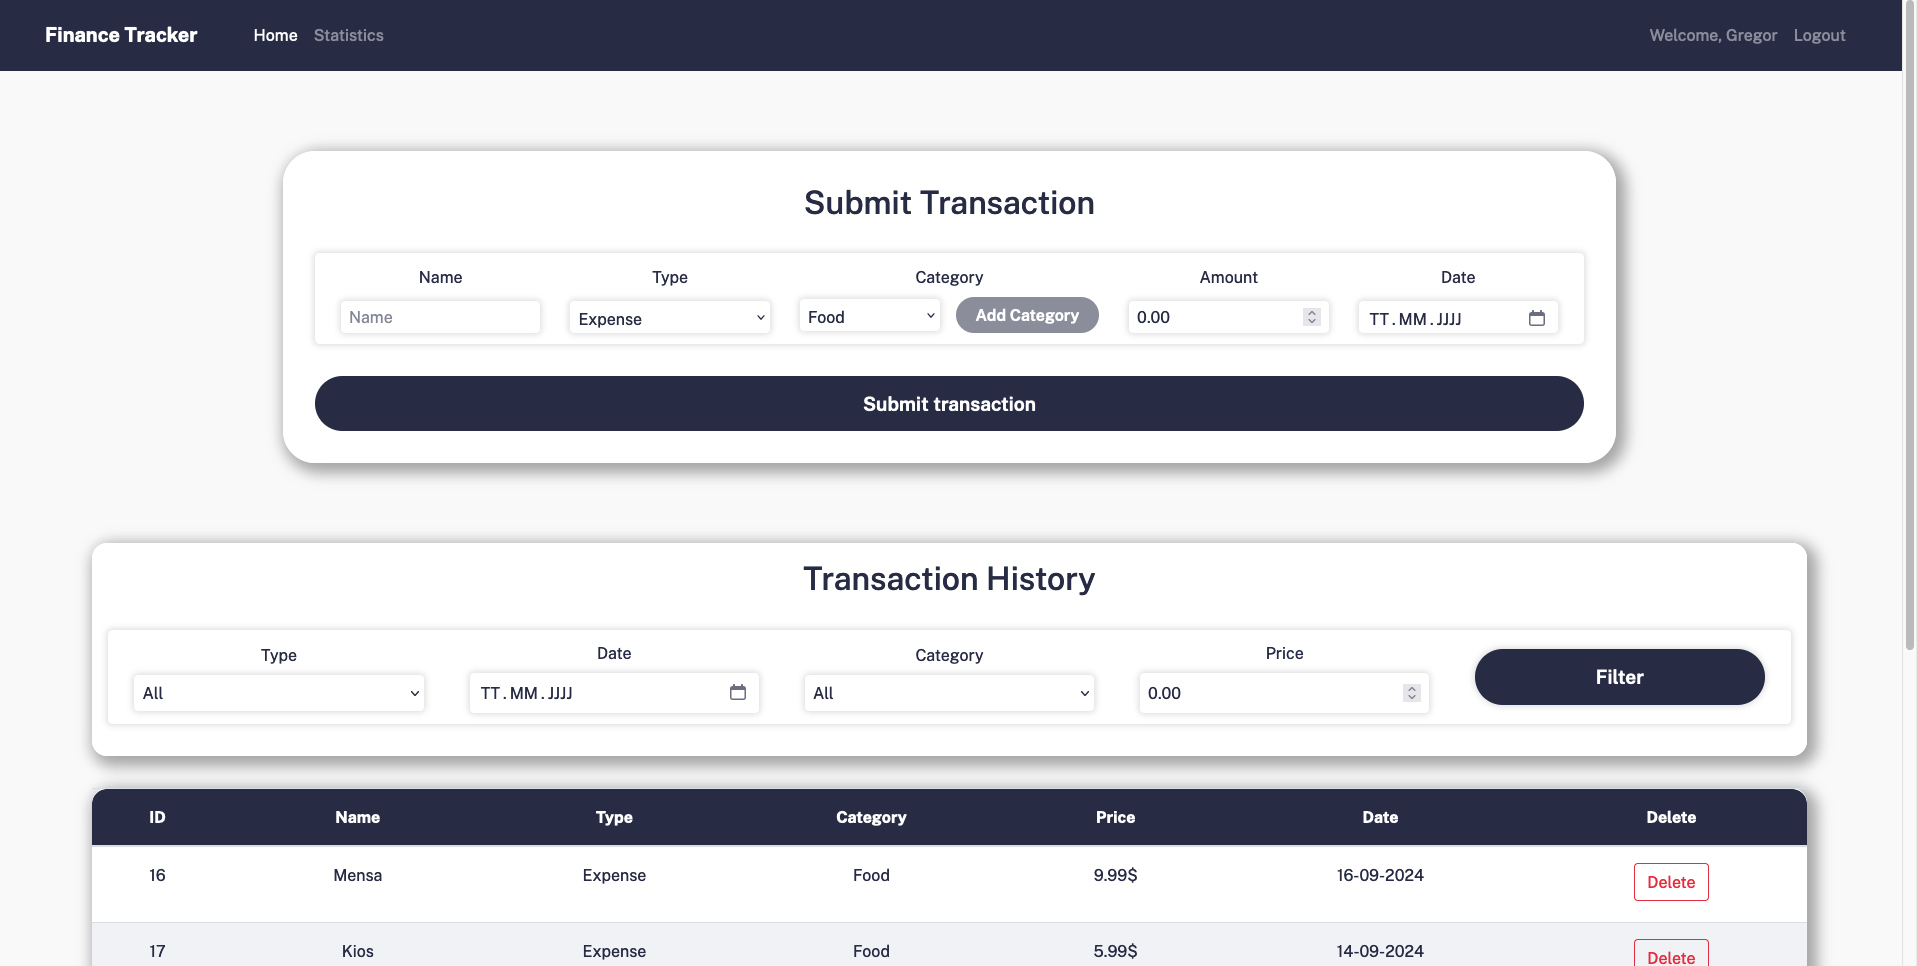 Finance Tracker Home Statistics Welcome, Gregor Logout
Submit Transaction
Name Type Category Amount Date
Name Expense Food Add Category 0.00 TT.MM.JJJJ
Submit transaction
Transaction History
Type Date Category Price
All TT.MM.JJJJ All 0.00 Filter
ID Name Type Category Price Date Delete
16 Mensa Expense Food 9.99$ 16-09-2024 Delete
17 Kios Expense Food 5.99$ 14-09-2024 Delete